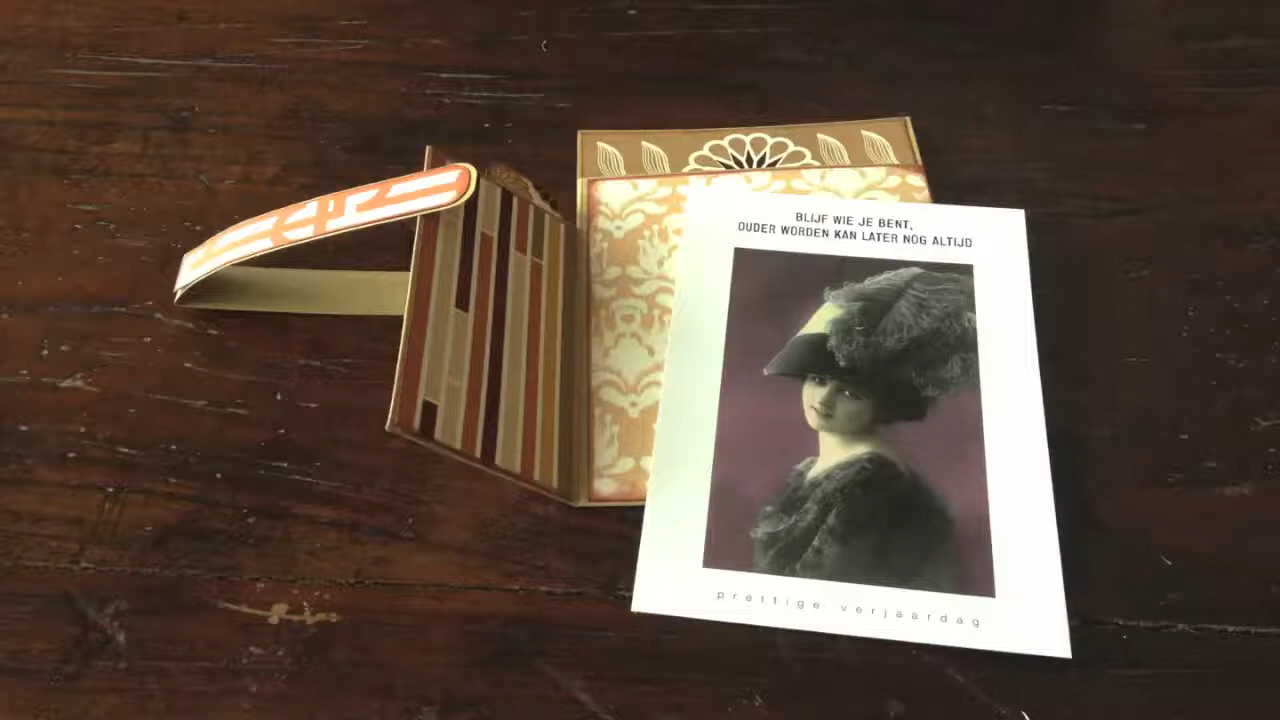 BLIJF WIE JE BENT,
OUDER WORDEN KAN LATER NOG ALTIJD
prettige verjaardag